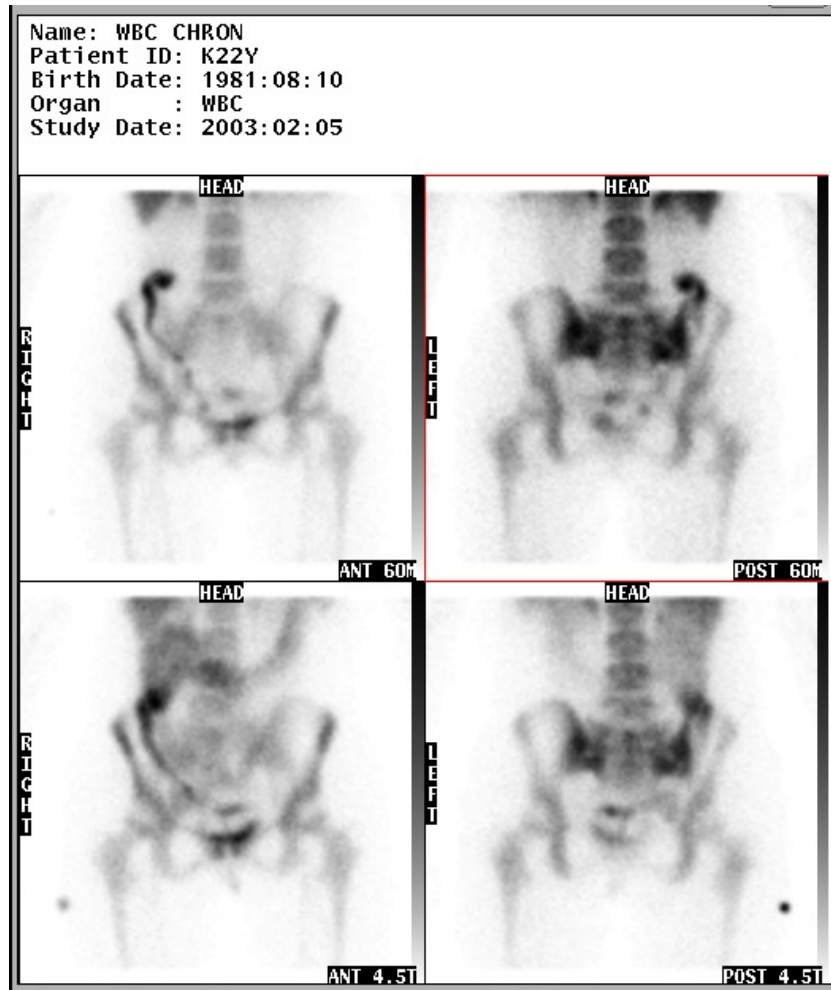 Name: WBC CHRON
Patient ID: K22Y
Birth Date: 1981:08:10
Organ : WBC
Study Date: 2003:02:05
HEAD
HEAD
RIGHT
LEFT
ANT 60M
POST 60M
HEAD
HEAD
RIGHT
LEFT
ANT 4.5T
POST 4.5T